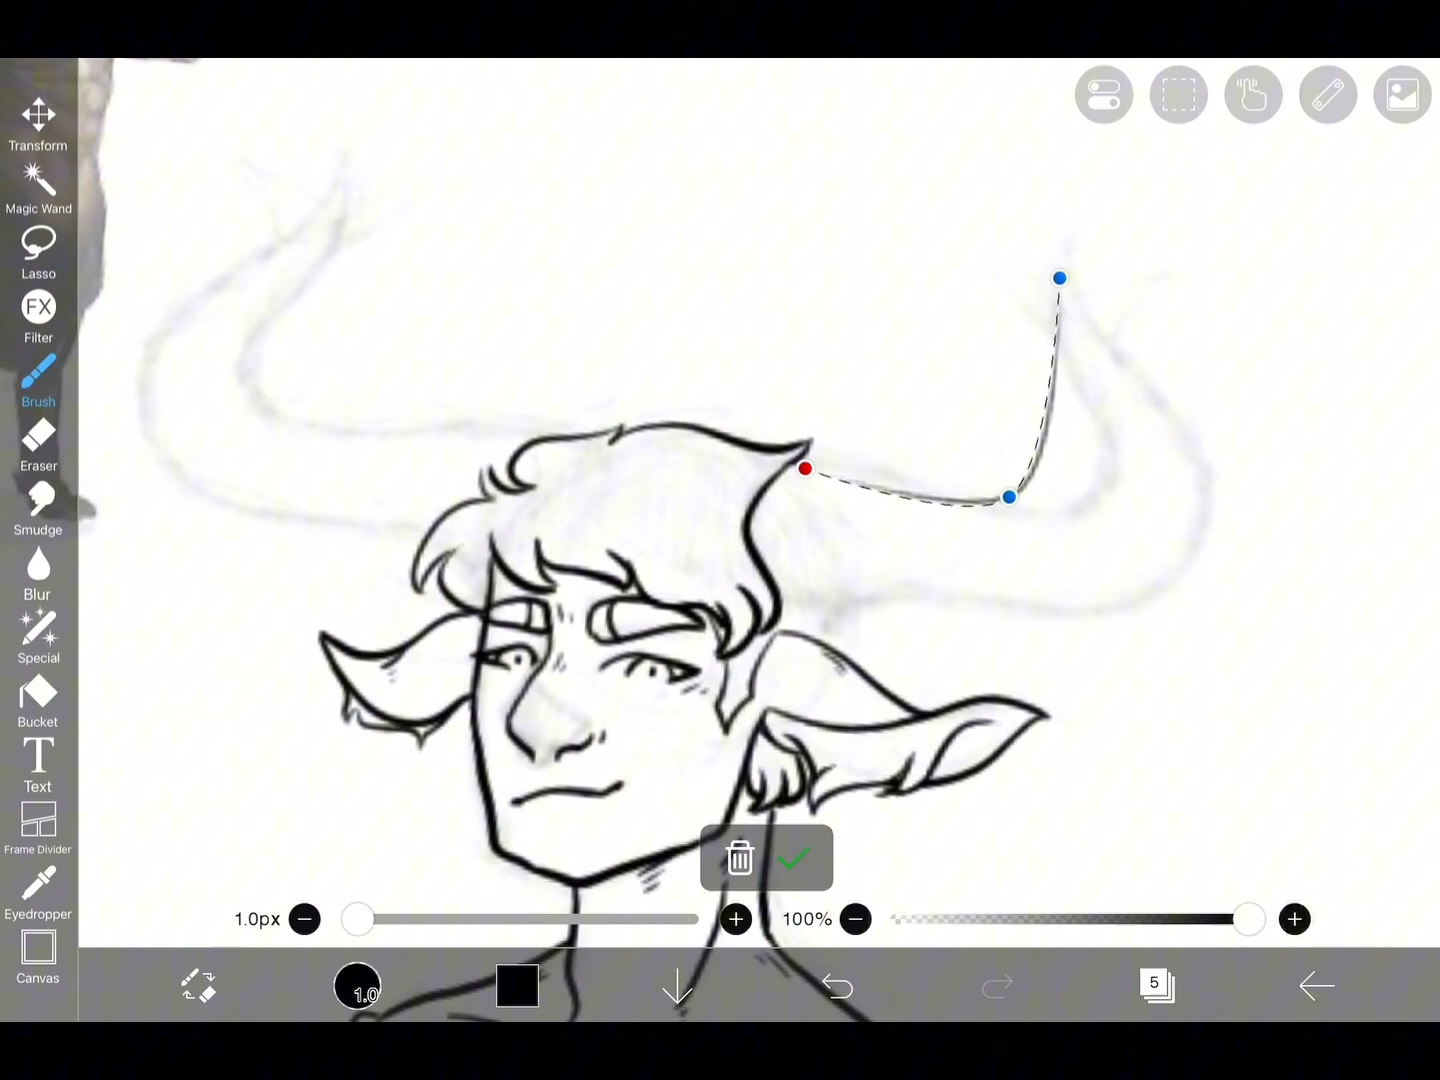 Transform
Magic Wand
Lasso
FX
Filter
Brush
Eraser
Smudge
Blur
Special
Bucket
T
Text
Frame Divider
Eyedropper
Canvas
1.0px
100%
1.0
5